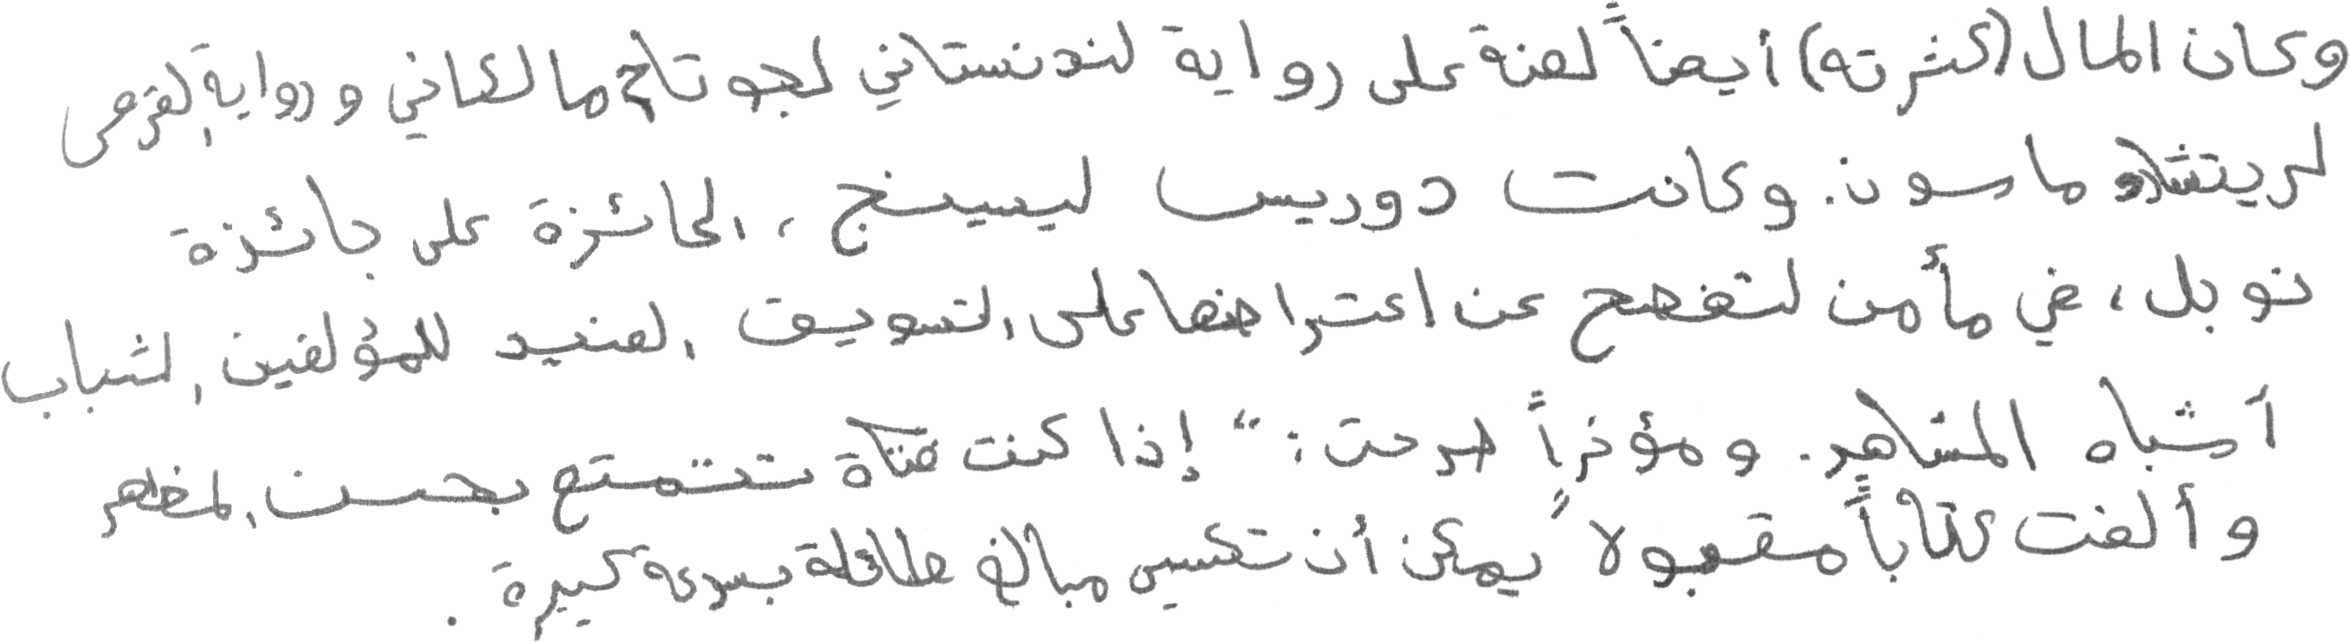 وكان المال (كثرته) أيضاً لعنة على رواية لندنستاني لجوتام مالكاني ورواية القرصى
لريتشارد ماسون. وكانت دوريس ليسينج ، الحائزة على جائزة
نوبل ، في مأمن لتفصح عن اعتراضها على التسويق العنيد للمؤلفين الشباب
أشباه المشاهير. ومؤخراً صرحت : " إذا كنت فتاة تتمتع بحسن المظهر
وألفت كتاباً مقبولاً يمكن أن تكسبي مبالغ طائلة بسرعة كبيرة .